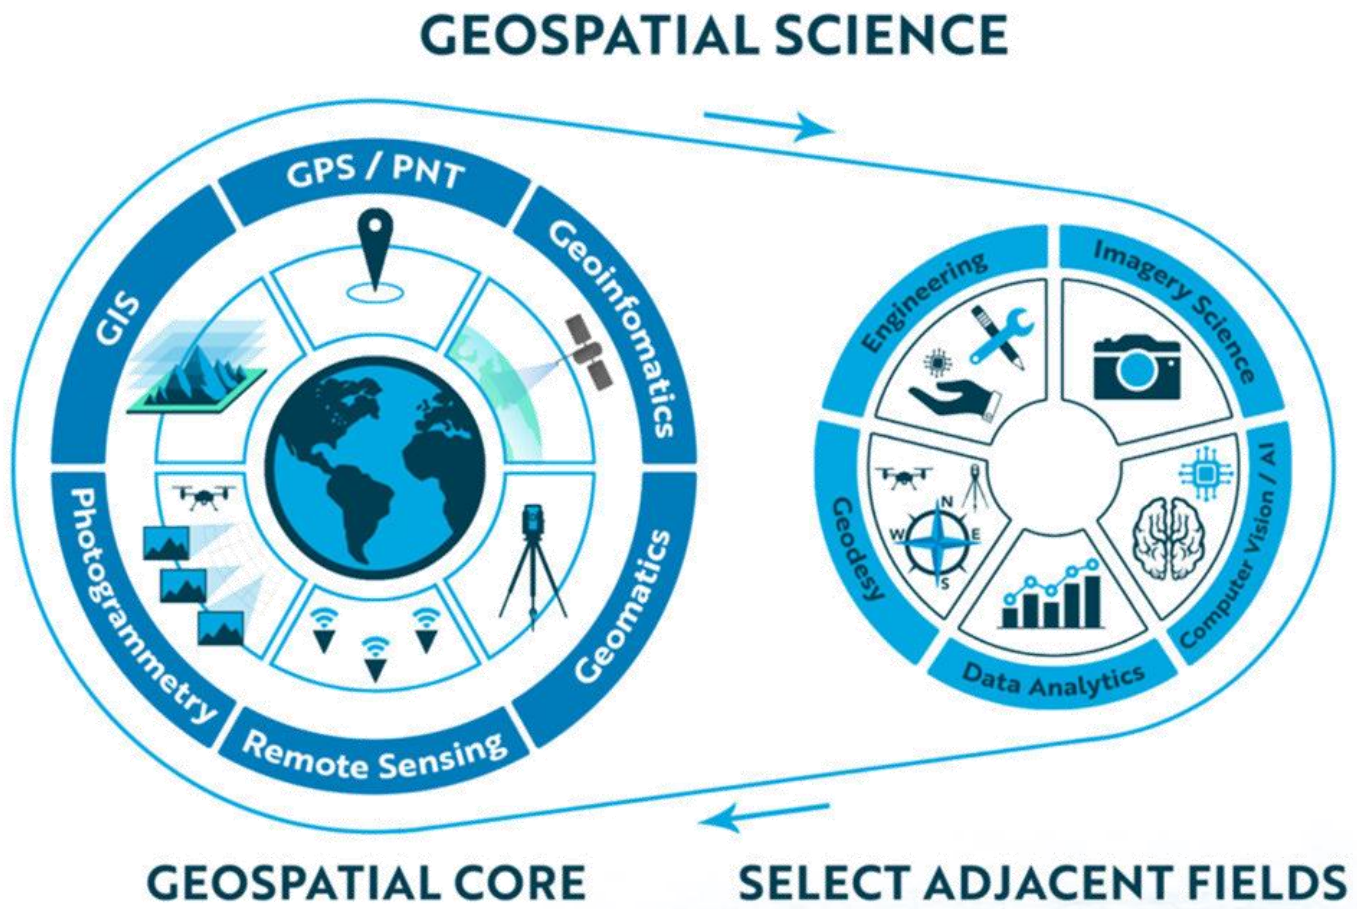 GEOSPATIAL SCIENCE
GPS / PNT
Geoinfomatics
Geomatics
Remote Sensing
Photogrammetry
GIS
Engineering
Imagery Science
Computer Vision / AI
Data Analytics
Geodesy
N
W
E
S
GEOSPATIAL CORE
SELECT ADJACENT FIELDS